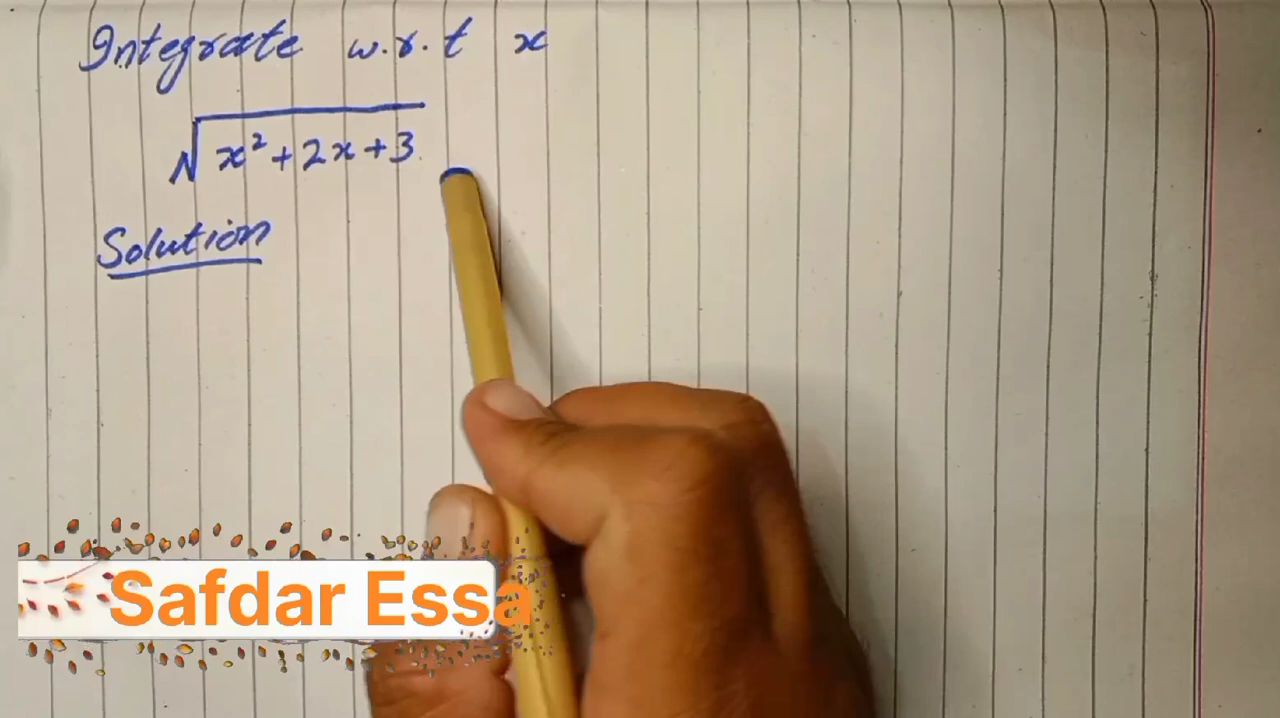 Integrate w.r.t x
√x²+2x+3
Solution
Safdar Essa